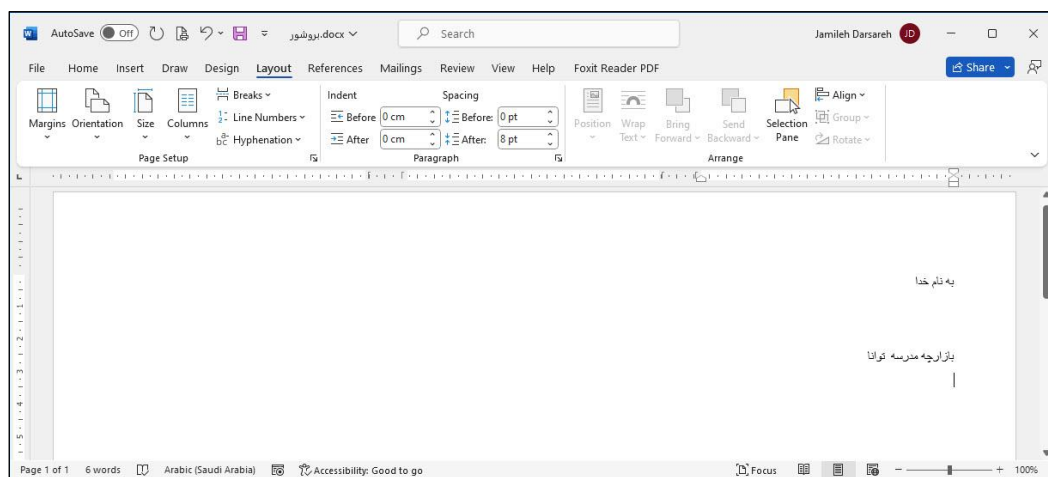 AutoSave Off بروشور.docx Search Jamileh Darsareh JD
File Home Insert Draw Design Layout References Mailings Review View Help Foxit Reader PDF Share
Margins Orientation Size Columns Breaks Indent Spacing Position Wrap Text Bring Forward Send Backward Selection Pane Align
Line Numbers Before 0 cm Before: 0 pt Group
Hyphenation After 0 cm After: 8 pt Rotate
Page Setup Paragraph Arrange
به نام خدا
بازارچه مدرسه توانا
Page 1 of 1 6 words Arabic (Saudi Arabia) Accessibility: Good to go Focus 100%